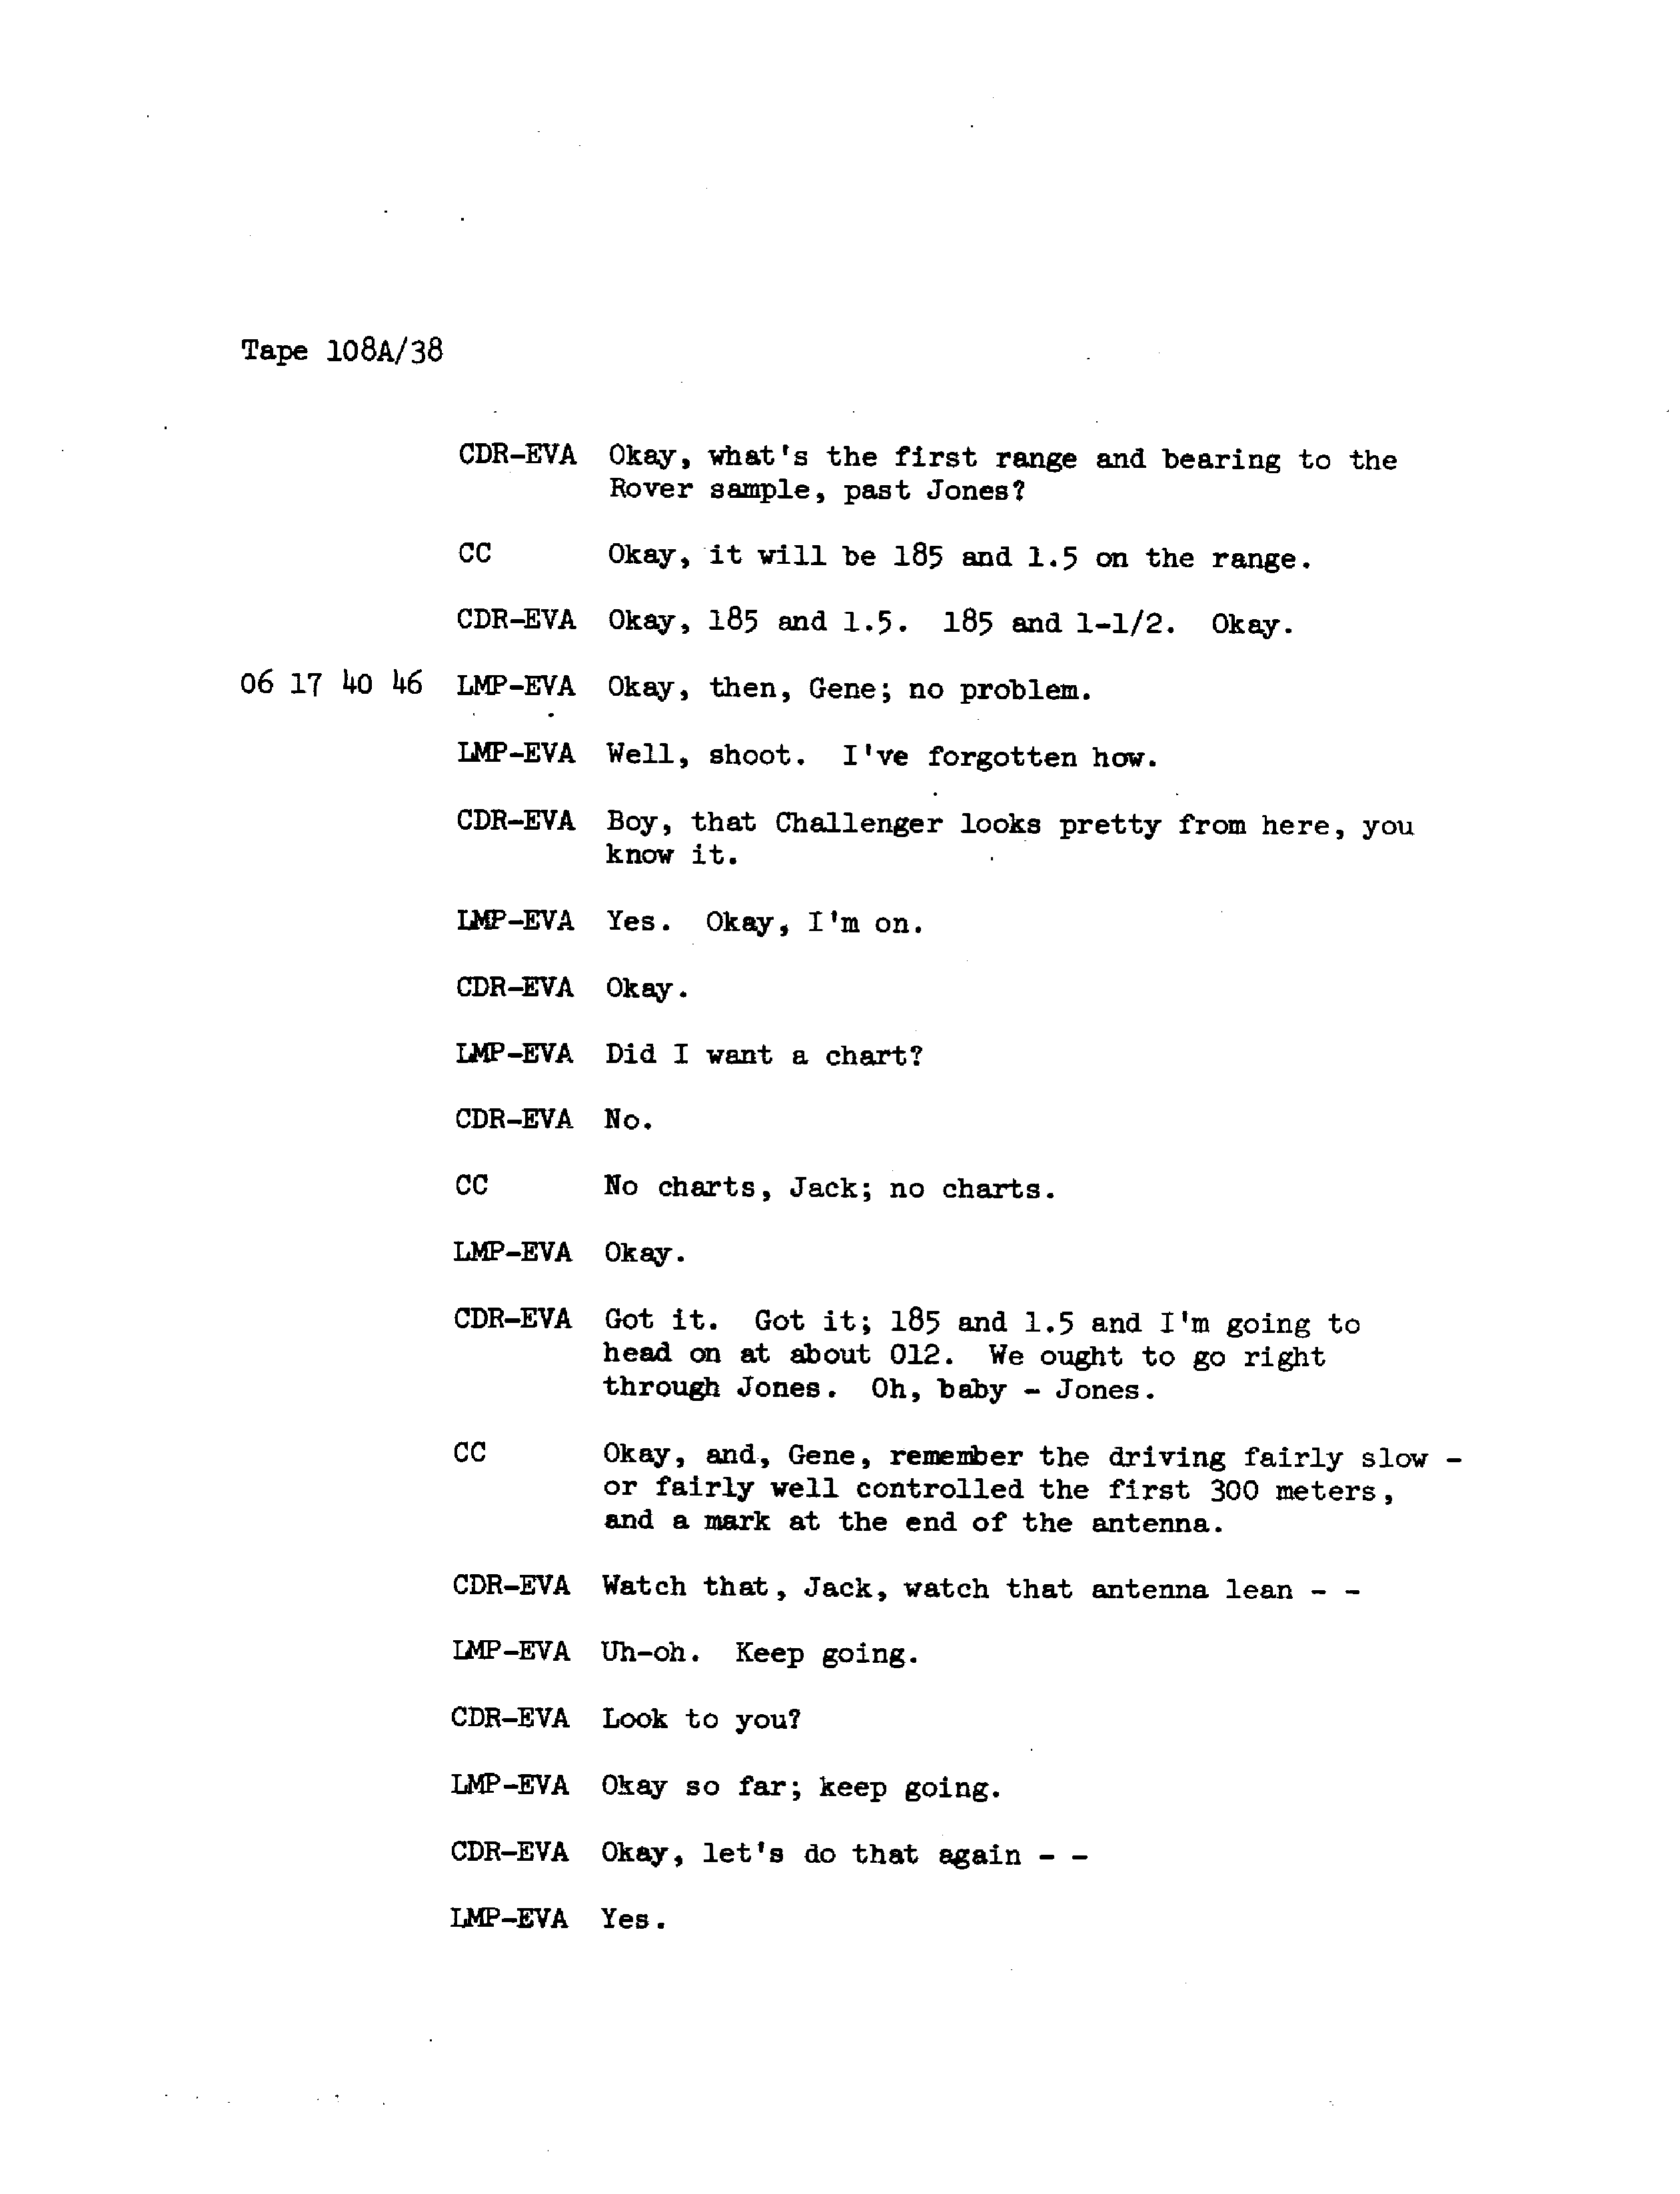 Tape 108A/38
CDR-EVA Okay, what's the first range and bearing to the
Rover sample, past Jones?
CC Okay, it will be 185 and 1.5 on the range.
CDR-EVA Okay, 185 and 1.5. 185 and 1-1/2. Okay.
06 17 40 46 LMP-EVA Okay, then, Gene; no problem.
LMP-EVA Well, shoot. I've forgotten how.
CDR-EVA Boy, that Challenger looks pretty from here, you
know it.
LMP-EVA Yes. Okay, I'm on.
CDR-EVA Okay.
LMP-EVA Did I want a chart?
CDR-EVA No.
CC No charts, Jack; no charts.
LMP-EVA Okay.
CDR-EVA Got it. Got it; 185 and 1.5 and I'm going to
head on at about 012. We ought to go right
through Jones. Oh, baby - Jones.
CC Okay, and, Gene, remember the driving fairly slow -
or fairly well controlled the first 300 meters,
and a mark at the end of the antenna.
CDR-EVA Watch that, Jack, watch that antenna lean - -
LMP-EVA Uh-oh. Keep going.
CDR-EVA Look to you?
LMP-EVA Okay so far; keep going.
CDR-EVA Okay, let's do that again - -
LMP-EVA Yes.